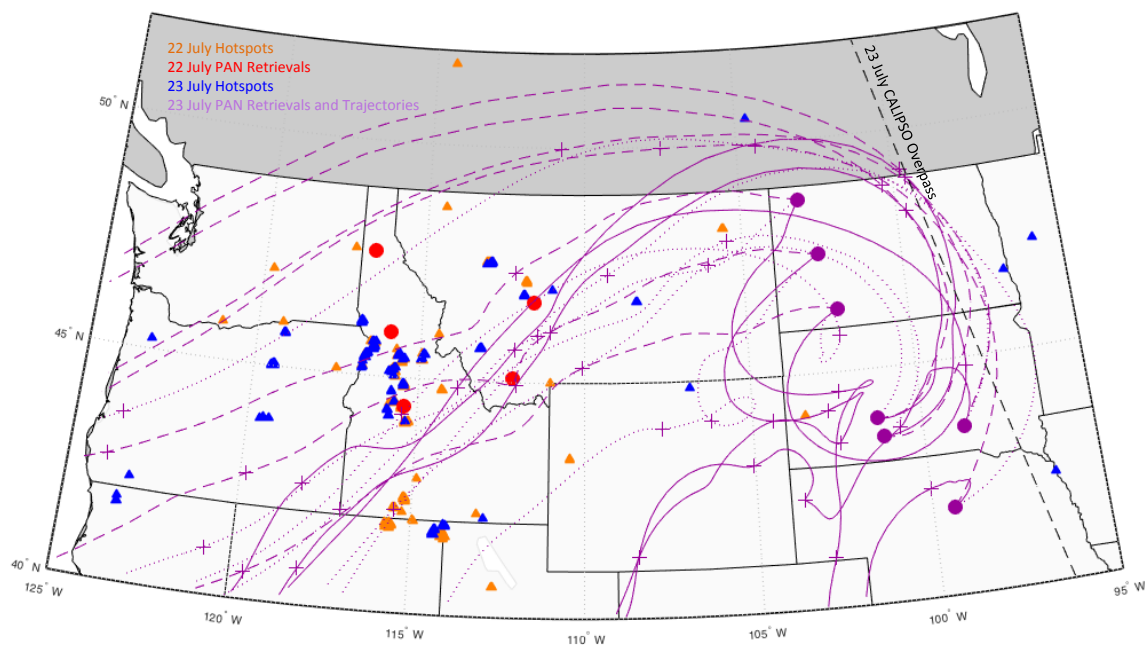 22 July Hotspots
22 July PAN Retrievals
23 July Hotspots
23 July PAN Retrievals and Trajectories
23 July CALIPSO Overpass
50° N
45° N
40° N
125° W
120° W
115° W
110° W
105° W
100° W
95° W